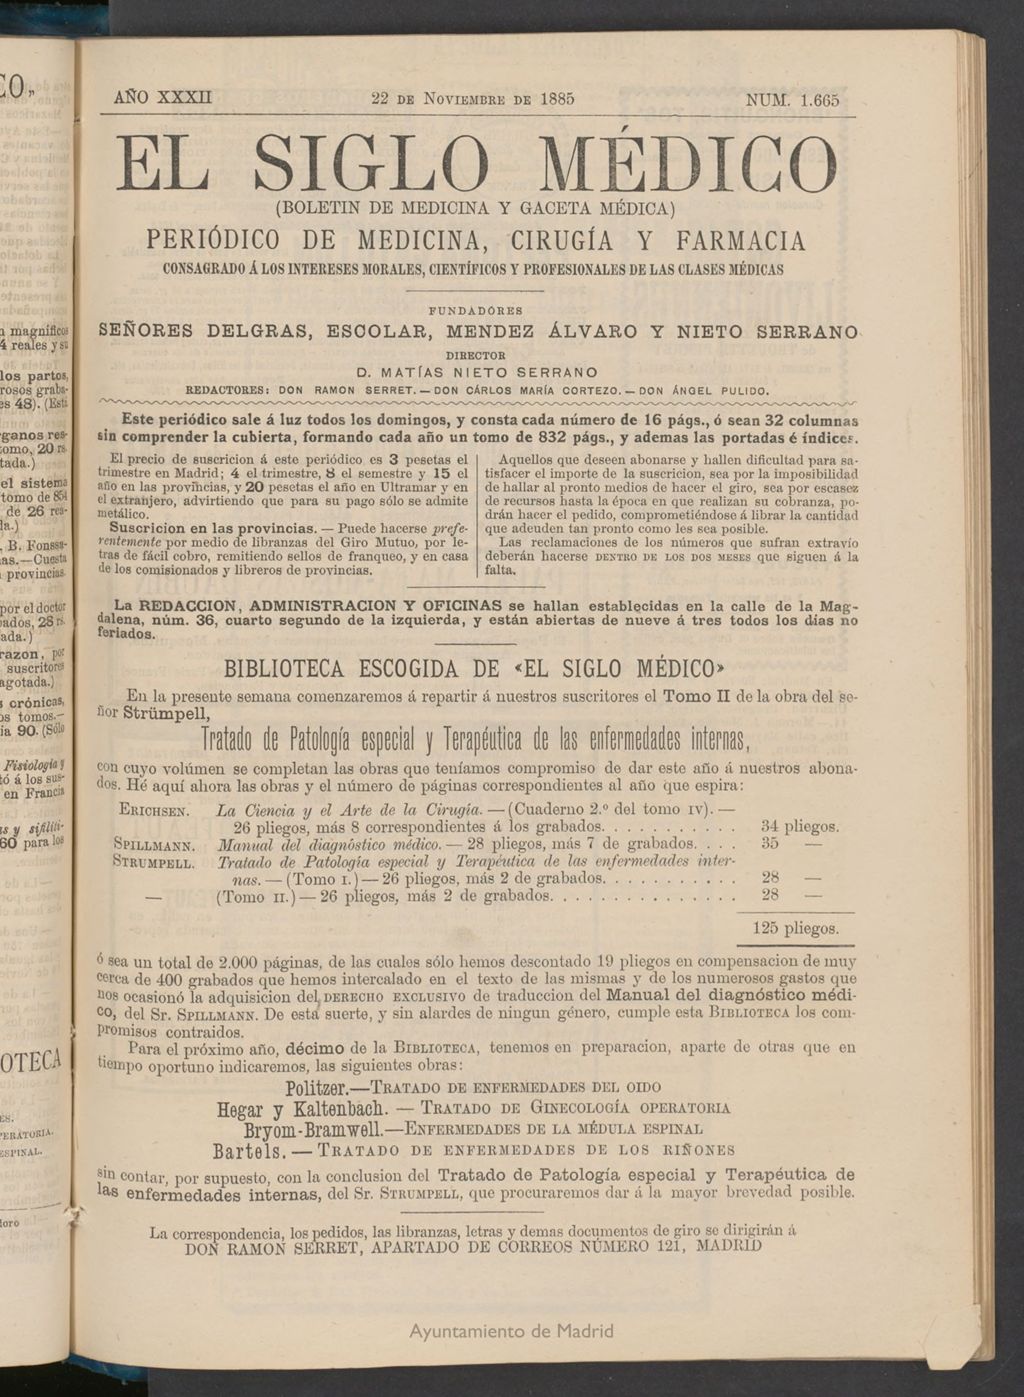 AÑO XXXII 22 DE NOVIEMBRE DE 1885 NUM. 1.665
EL SIGLO MÉDICO
(BOLETIN DE MEDICINA Y GACETA MÉDICA)
PERIÓDICO DE MEDICINA, CIRUGÍA Y FARMACIA
CONSAGRADO Á LOS INTERESES MORALES, CIENTÍFICOS Y PROFESIONALES DE LAS CLASES MÉDICAS
FUNDADORES
SEÑORES DELGRAS, ESCOLAR, MENDEZ ÁLVARO Y NIETO SERRANO
DIRECTOR
D. MATÍAS NIETO SERRANO
REDACTORES: DON RAMON SERRET.—DON CÁRLOS MARÍA CORTEZO.—DON ÁNGEL PULIDO.
Este periódico sale á luz todos los domingos, y consta cada número de 16 págs., ó sean 32 columnas
sin comprender la cubierta, formando cada año un tomo de 832 págs., y ademas las portadas é índices.
El precio de suscricion á este periódico es 3 pesetas el
trimestre en Madrid; 4 el trimestre, 8 el semestre y 15 el
año en las provincias, y 20 pesetas el año en Ultramar y en
el extranjero, advirtiendo que para su pago sólo se admite
metálico.
Suscricion en las provincias.—Puede hacerse prefe-
rentemente por medio de libranzas del Giro Mutuo, por le-
tras de fácil cobro, remitiendo sellos de franqueo, y en casa
de los comisionados y libreros de provincias.
Aquellos que deseen abonarse y hallen dificultad para sa-
tisfacer el importe de la suscricion, sea por la imposibilidad
de hallar al pronto medios de hacer el giro, sea por escasez
de recursos hasta la época en que realizan su cobranza, po-
drán hacer el pedido, comprometiéndose á librar la cantidad
que adeuden tan pronto como les sea posible.
Las reclamaciones de los números que sufran extravío
deberán hacerse DENTRO DE LOS DOS MESES que siguen á la
falta.
La REDACCION, ADMINISTRACION Y OFICINAS se hallan establecidas en la calle de la Mag-
dalena, núm. 36, cuarto segundo de la izquierda, y están abiertas de nueve á tres todos los dias no
feriados.
BIBLIOTECA ESCOGIDA DE «EL SIGLO MÉDICO»
En la presente semana comenzaremos á repartir á nuestros suscritores el Tomo II de la obra del se-
ñor Strümpell,
Tratado de Patología especial y Terapéutica de las enfermedades internas,
con cuyo volúmen se completan las obras que teníamos compromiso de dar este año á nuestros abona-
dos. Hé aquí ahora las obras y el número de páginas correspondientes al año que espira:
ERICHSEN. La Ciencia y el Arte de la Cirugía.—(Cuaderno 2.º del tomo IV).—
26 pliegos, más 8 correspondientes á los grabados. . . . . . . . . . . 34 pliegos.
SPILLMANN. Manual del diagnóstico médico.—28 pliegos, más 7 de grabados. . . . 35 —
STRUMPELL. Tratado de Patología especial y Terapéutica de las enfermedades inter-
nas.—(Tomo I.)—26 pliegos, más 2 de grabados. . . . . . . . . . . 28 —
— (Tomo II.)—26 pliegos, más 2 de grabados. . . . . . . . . . . . . . . 28 —
125 pliegos.
ó sea un total de 2.000 páginas, de las cuales sólo hemos descontado 19 pliegos en compensacion de muy
cerca de 400 grabados que hemos intercalado en el texto de las mismas y de los numerosos gastos que
nos ocasionó la adquisicion del DERECHO EXCLUSIVO de traduccion del Manual del diagnóstico médi-
co, del Sr. SPILLMANN. De esta suerte, y sin alardes de ningun género, cumple esta BIBLIOTECA los com-
promisos contraidos.
Para el próximo año, décimo de la BIBLIOTECA, tenemos en preparacion, aparte de otras que en
tiempo oportuno indicaremos, las siguientes obras:
Politzer.—TRATADO DE ENFERMEDADES DEL OIDO
Hegar y Kaltenbach.—TRATADO DE GINECOLOGÍA OPERATORIA
Bryom-Bramwell.—ENFERMEDADES DE LA MÉDULA ESPINAL
Bartels.—TRATADO DE ENFERMEDADES DE LOS RIÑONES
sin contar, por supuesto, con la conclusion del Tratado de Patología especial y Terapéutica de
las enfermedades internas, del Sr. STRUMPELL, que procuraremos dar á la mayor brevedad posible.
La correspondencia, los pedidos, las libranzas, letras y demas documentos de giro se dirigirán á
DON RAMON SERRET, APARTADO DE CORREOS NÚMERO 121, MADRID
Ayuntamiento de Madrid